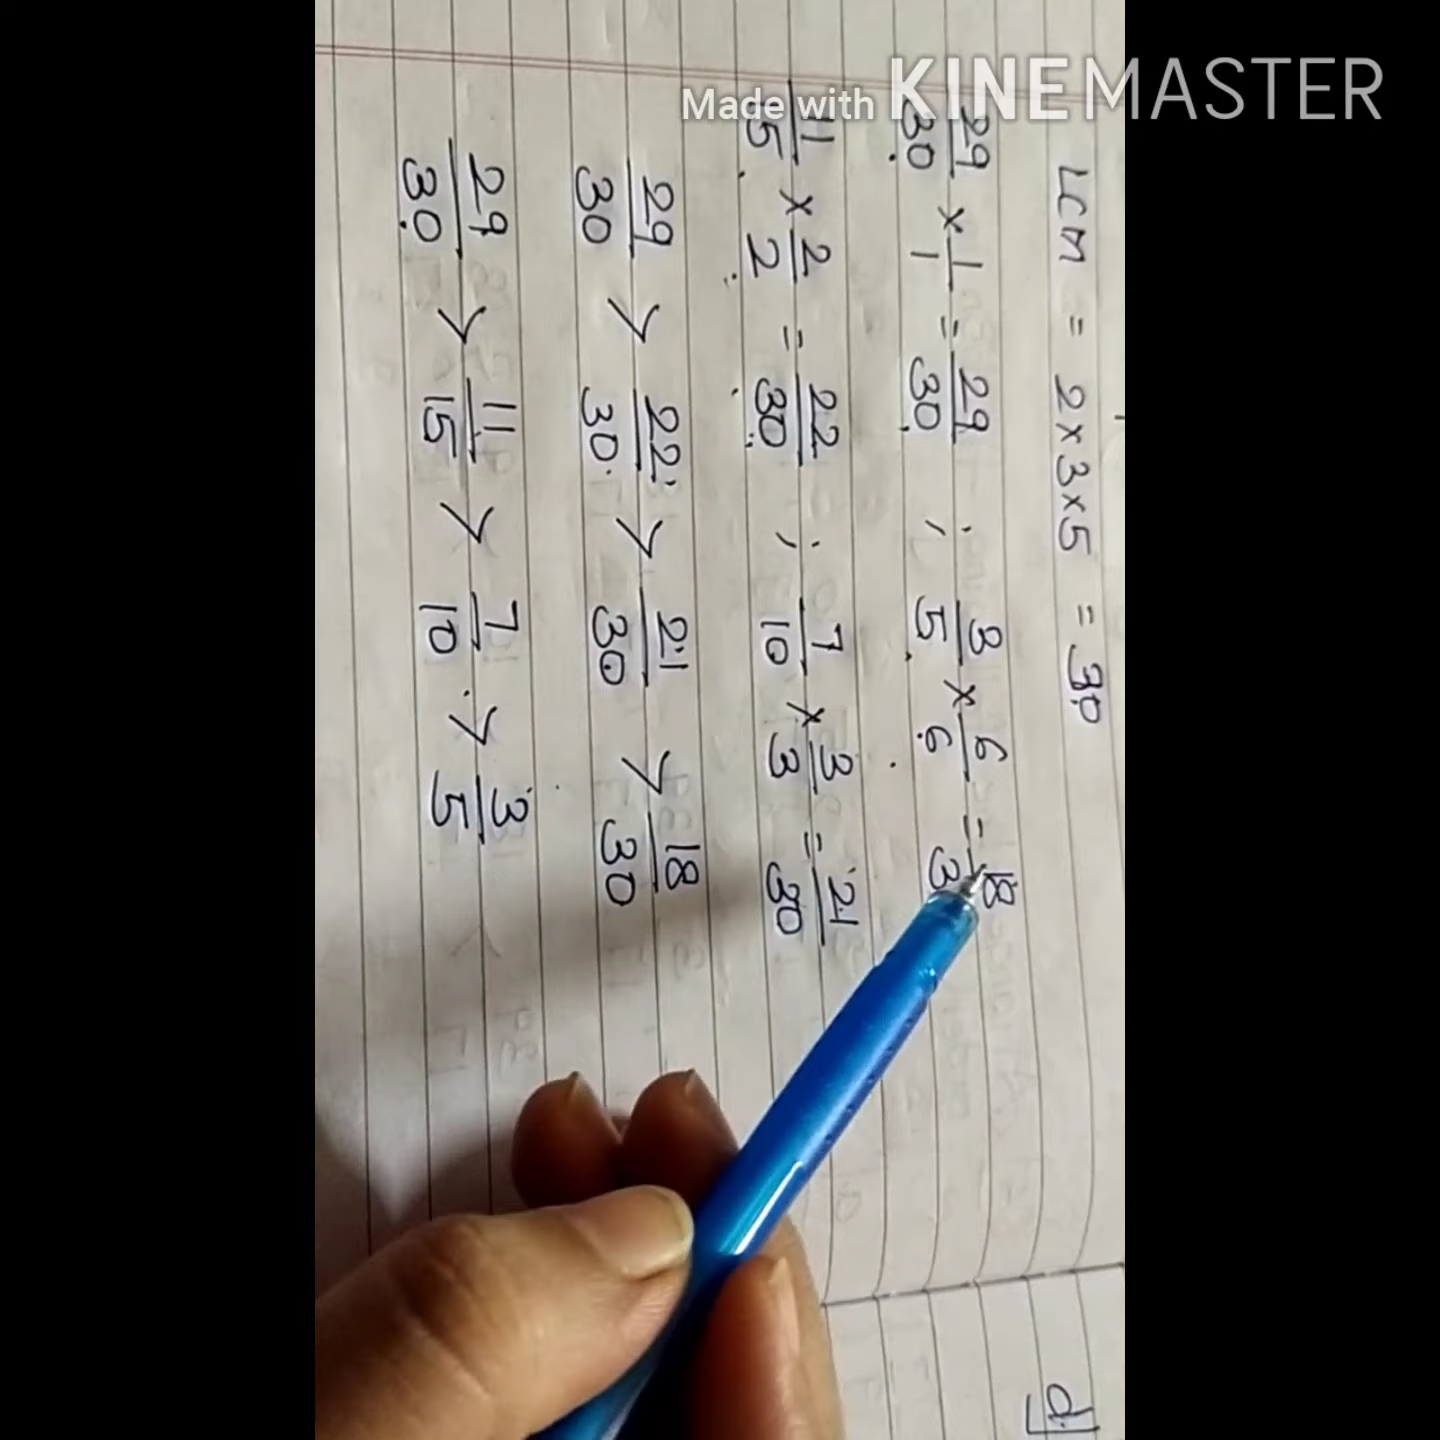 Made with KINEMASTER
LCM = 2×3×5 = 30
29/30 × 1/1 = 29/30 ; 3/5 × 6/6 = 18/3
11/15 × 2/2 = 22/30 ; 7/10 × 3/3 = 21/30
29/30 > 22/30 > 21/30 > 18/30
29/30 > 11/15 > 7/10 > 3/5
d